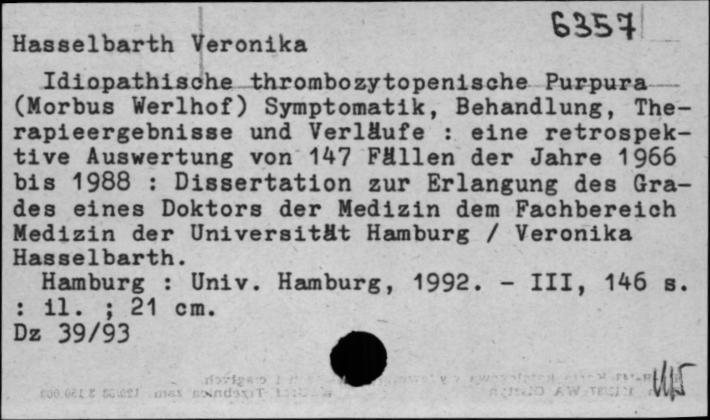 6357
Hasselbarth Veronika
Idiopathische thrombozytopenische Purpura
(Morbus Werlhof) Symptomatik, Behandlung, The-
rapieergebnisse und Verläufe : eine retrospek-
tive Auswertung von 147 Fällen der Jahre 1966
bis 1988 : Dissertation zur Erlangung des Gra-
des eines Doktors der Medizin dem Fachbereich
Medizin der Universität Hamburg / Veronika
Hasselbarth.
Hamburg : Univ. Hamburg, 1992. - III, 146 s.
: il. ; 21 cm.
Dz 39/93